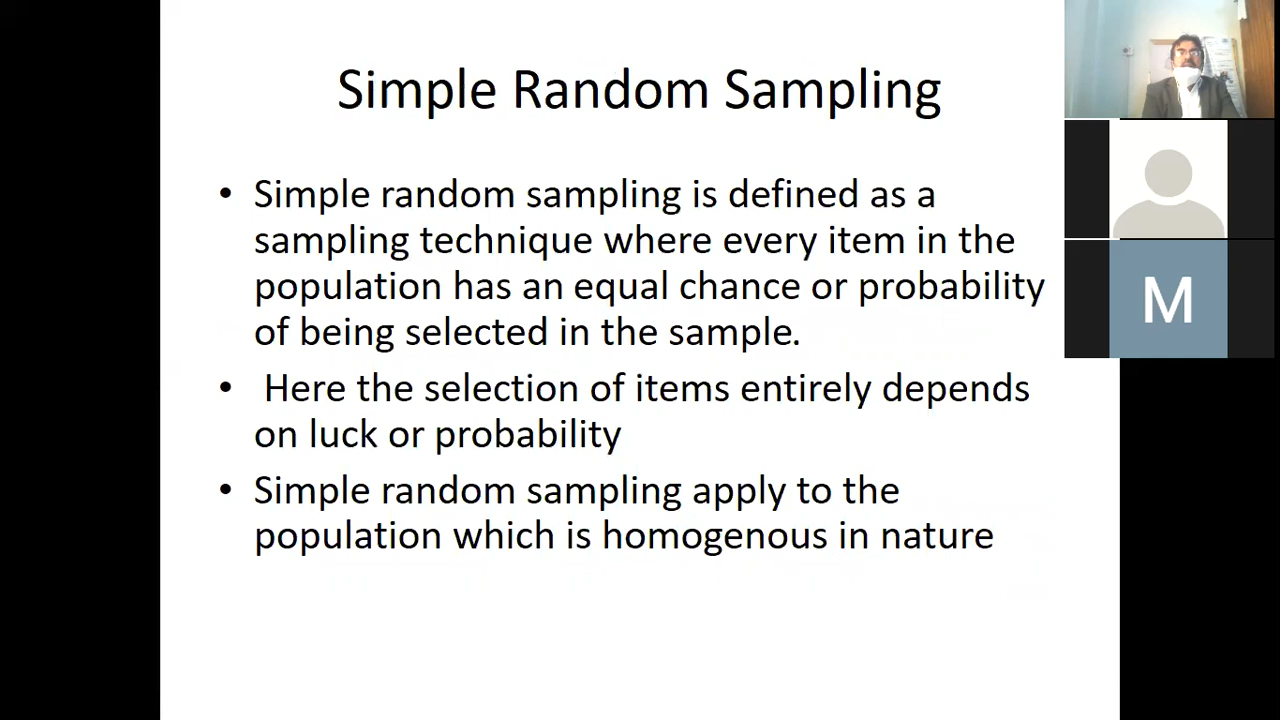 Simple Random Sampling
• Simple random sampling is defined as a
sampling technique where every item in the
population has an equal chance or probability
of being selected in the sample.
• Here the selection of items entirely depends
on luck or probability
• Simple random sampling apply to the
population which is homogenous in nature
M